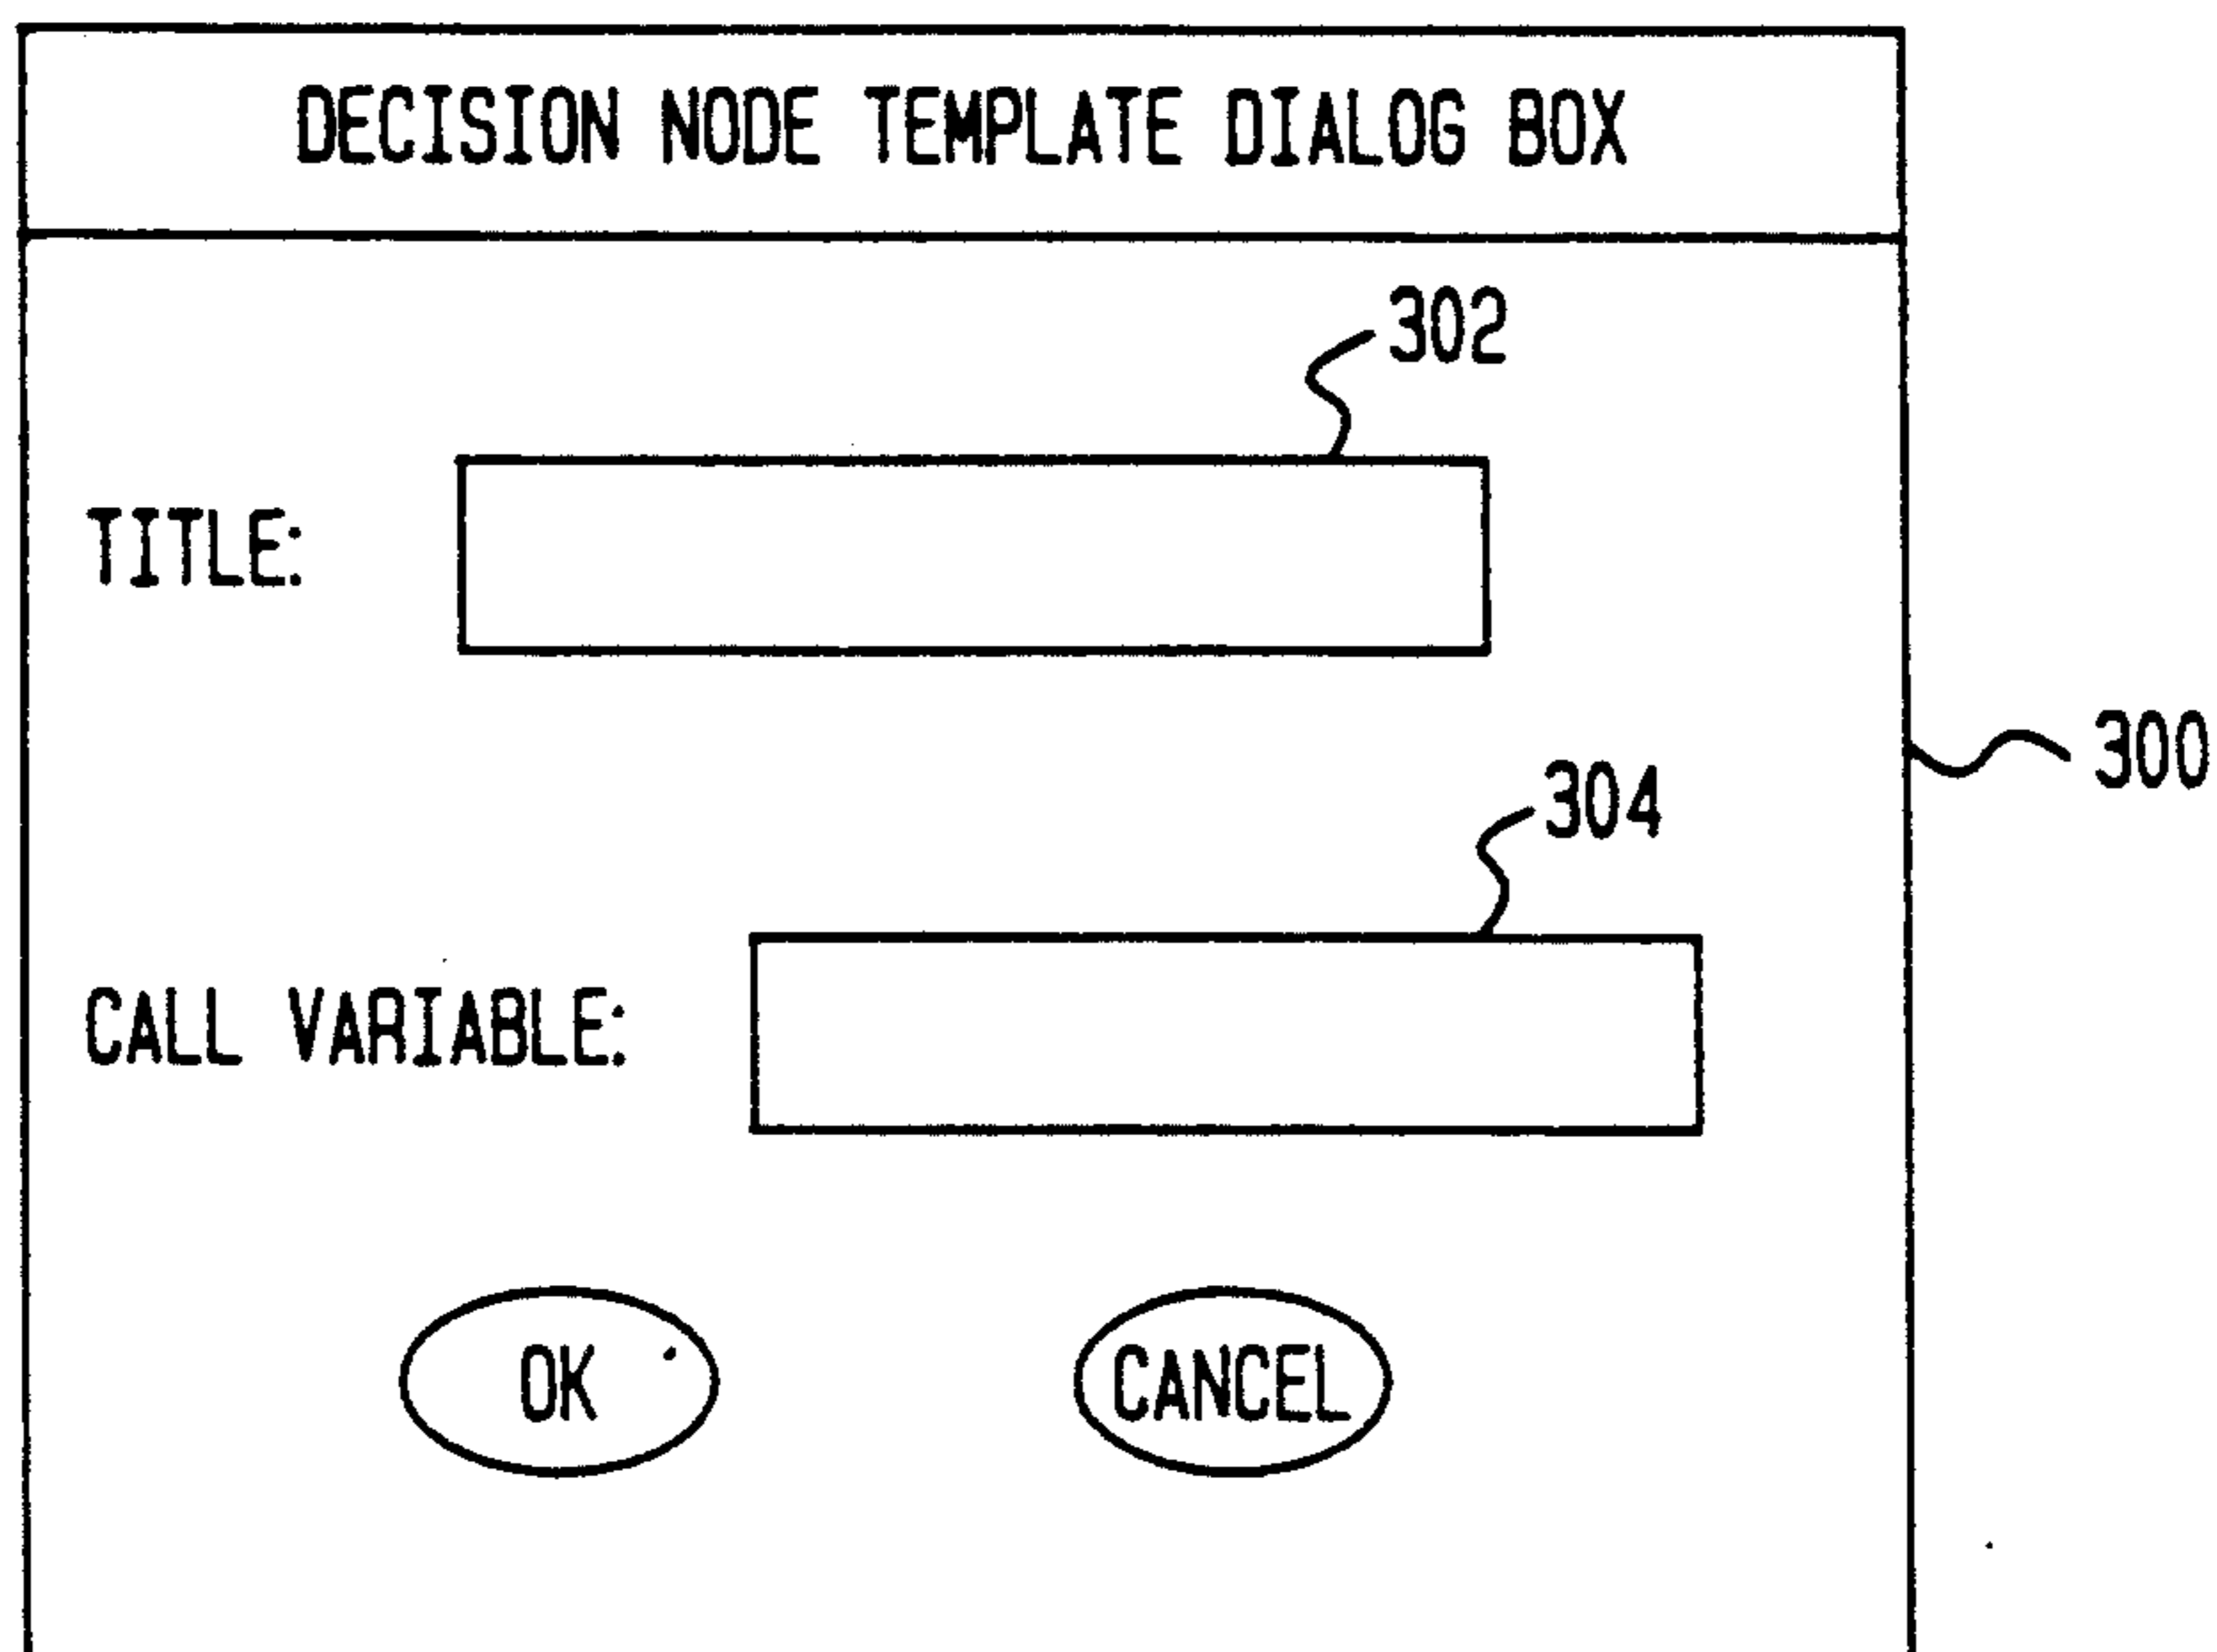 DECISION NODE TEMPLATE DIALOG BOX
302
TITLE:
300
304
CALL VARIABLE:
OK
CANCEL